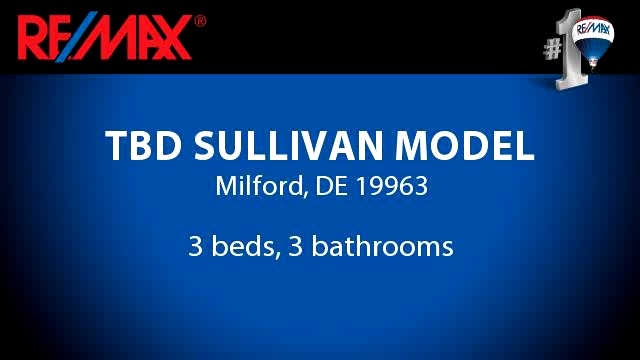 RE/MAX®
#1 RE/MAX
TBD SULLIVAN MODEL
Milford, DE 19963
3 beds, 3 bathrooms